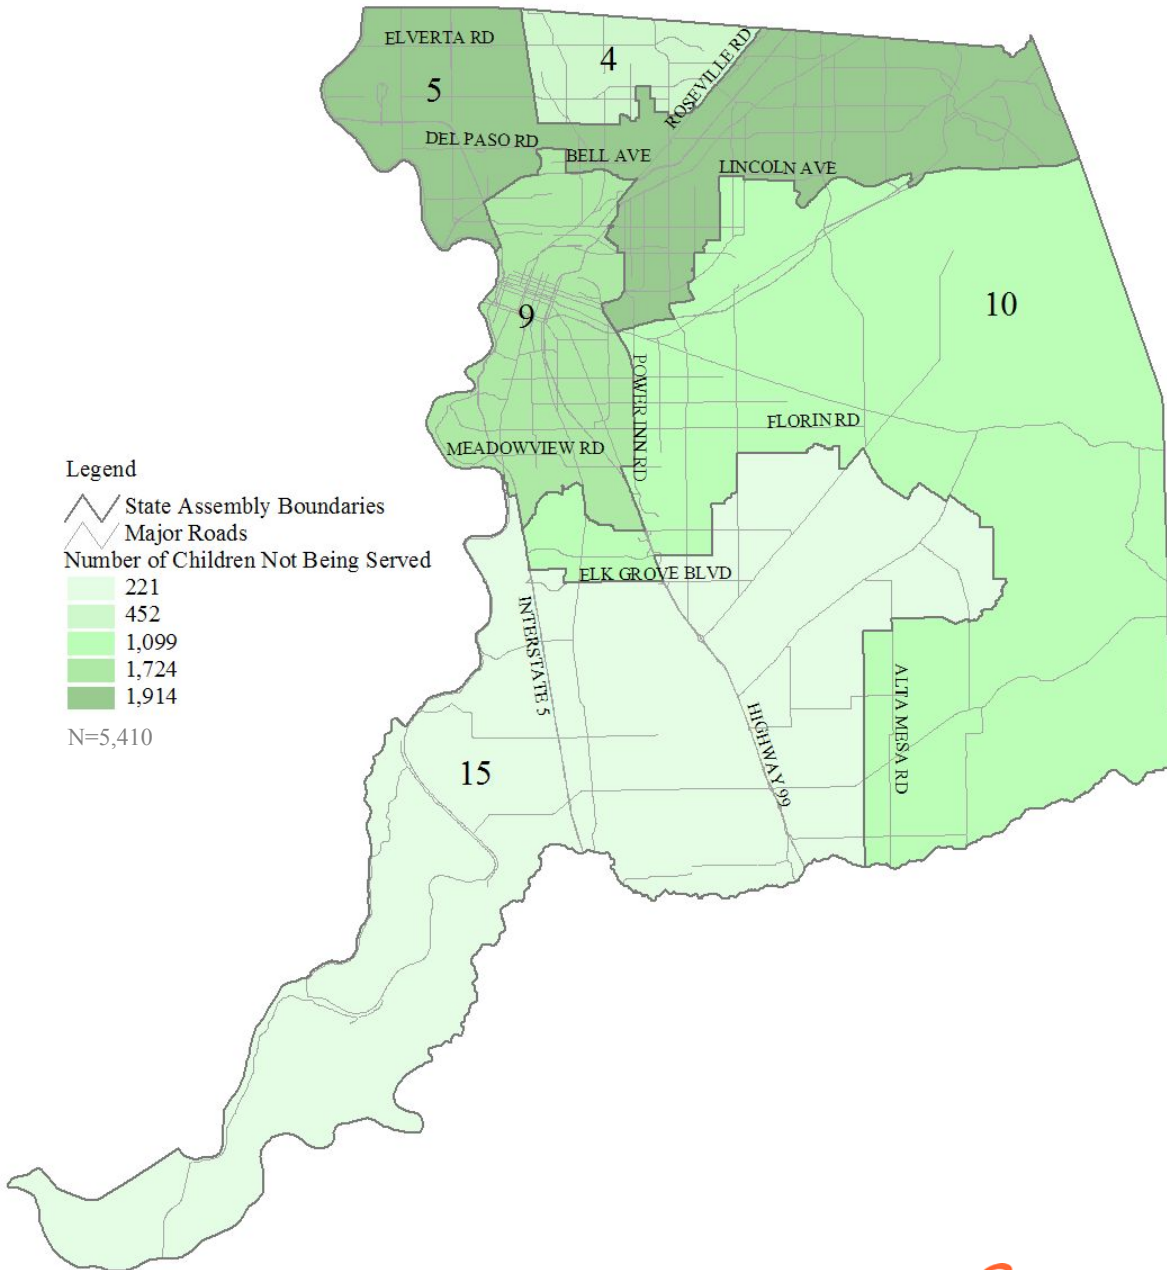 ELVERTA RD
4
ROSEVILLE RD
5
DEL PASO RD
BELL AVE
LINCOLN AVE
9
10
POWER INN RD
FLORIN RD
MEADOWVIEW RD
Legend
State Assembly Boundaries
Major Roads
Number of Children Not Being Served
221
452
1,099
1,724
1,914
N=5,410
ELK GROVE BLVD
INTERSTATE 5
ALTA MESA RD
HIGHWAY 99
15